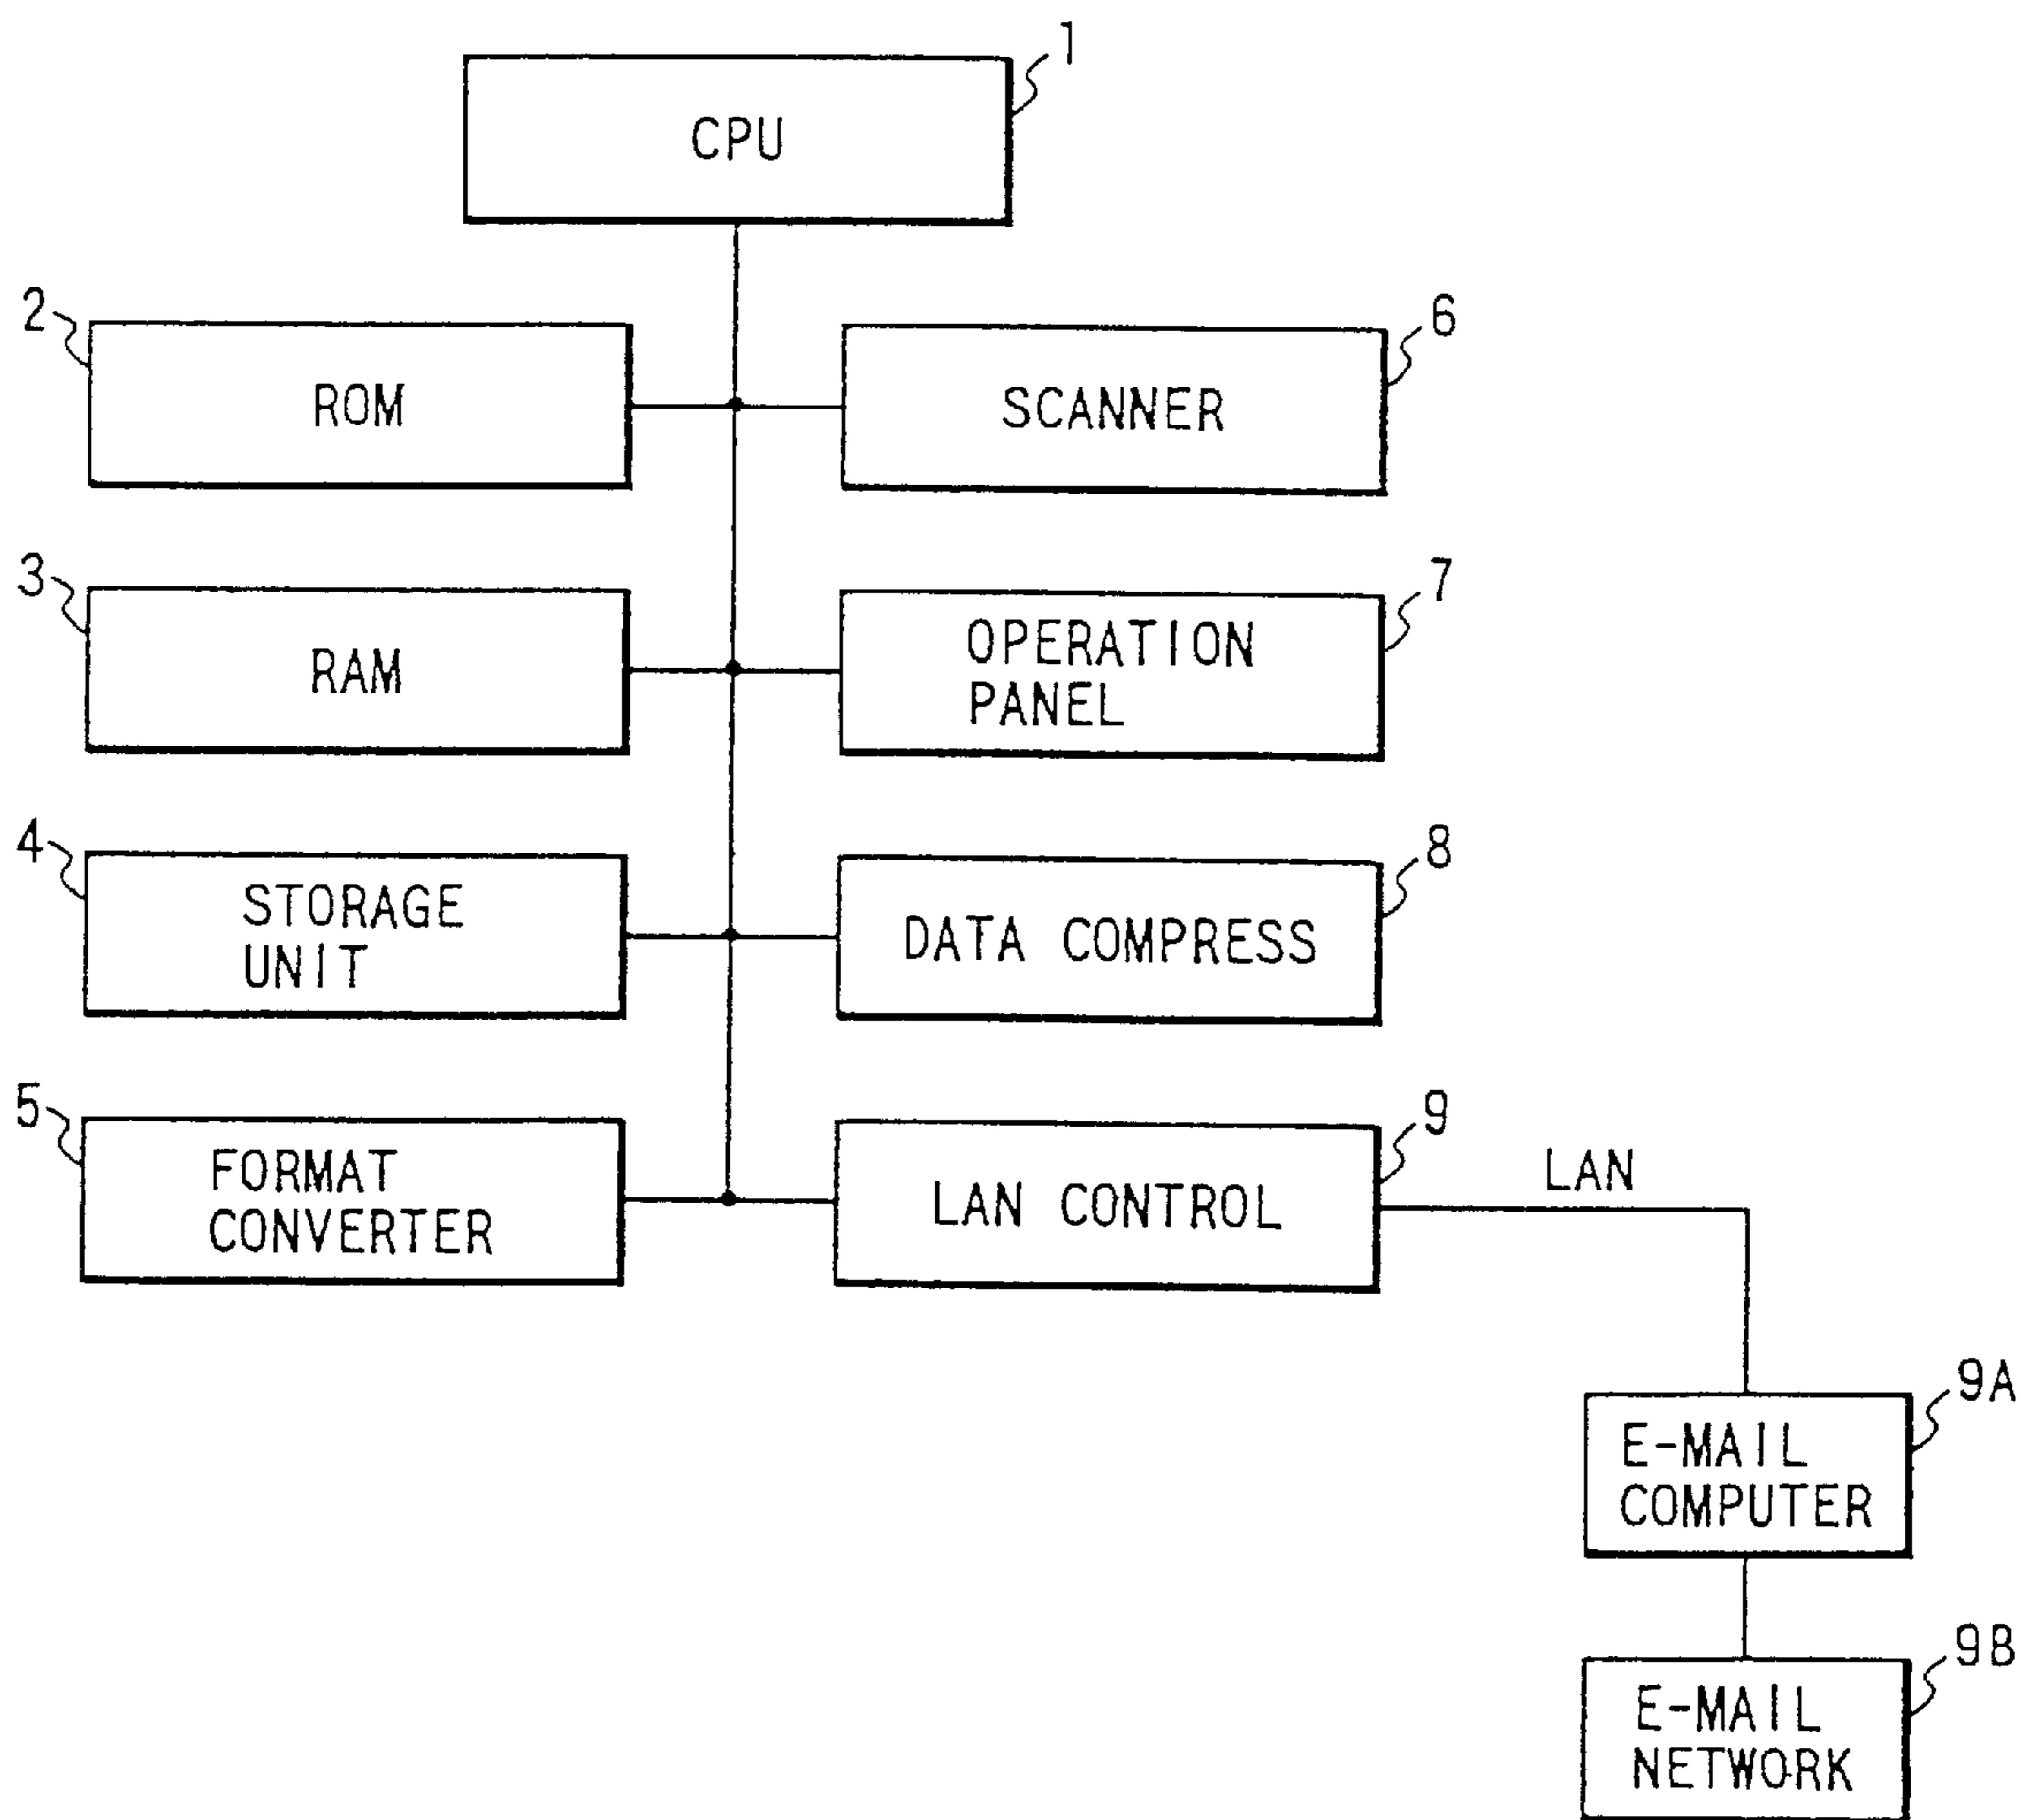 1
CPU
2
ROM
6
SCANNER
3
RAM
7
OPERATION
PANEL
4
STORAGE
UNIT
8
DATA COMPRESS
5
FORMAT
CONVERTER
9
LAN CONTROL
LAN
9A
E-MAIL
COMPUTER
9B
E-MAIL
NETWORK